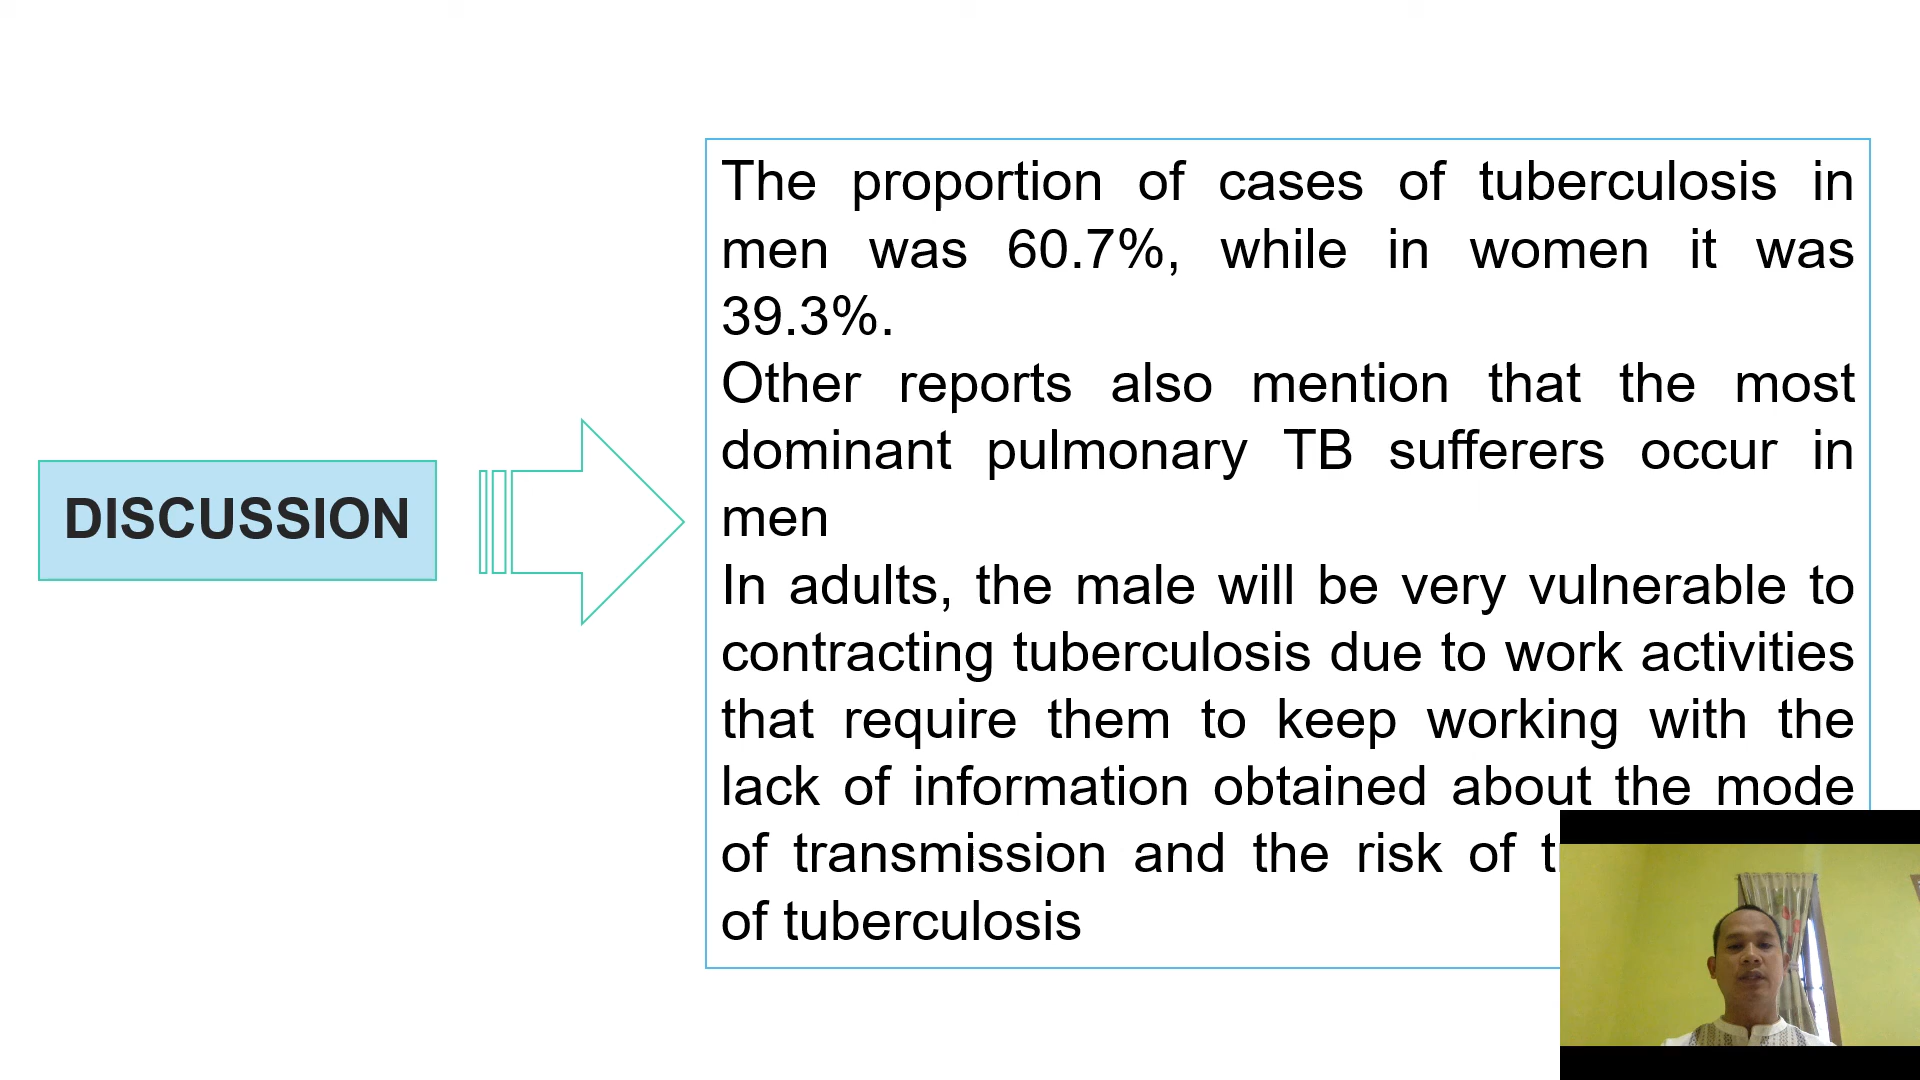 DISCUSSION
The proportion of cases of tuberculosis in
men was 60.7%, while in women it was
39.3%.
Other reports also mention that the most
dominant pulmonary TB sufferers occur in
men
In adults, the male will be very vulnerable to
contracting tuberculosis due to work activities
that require them to keep working with the
lack of information obtained about the mode
of transmission and the risk of
of tuberculosis